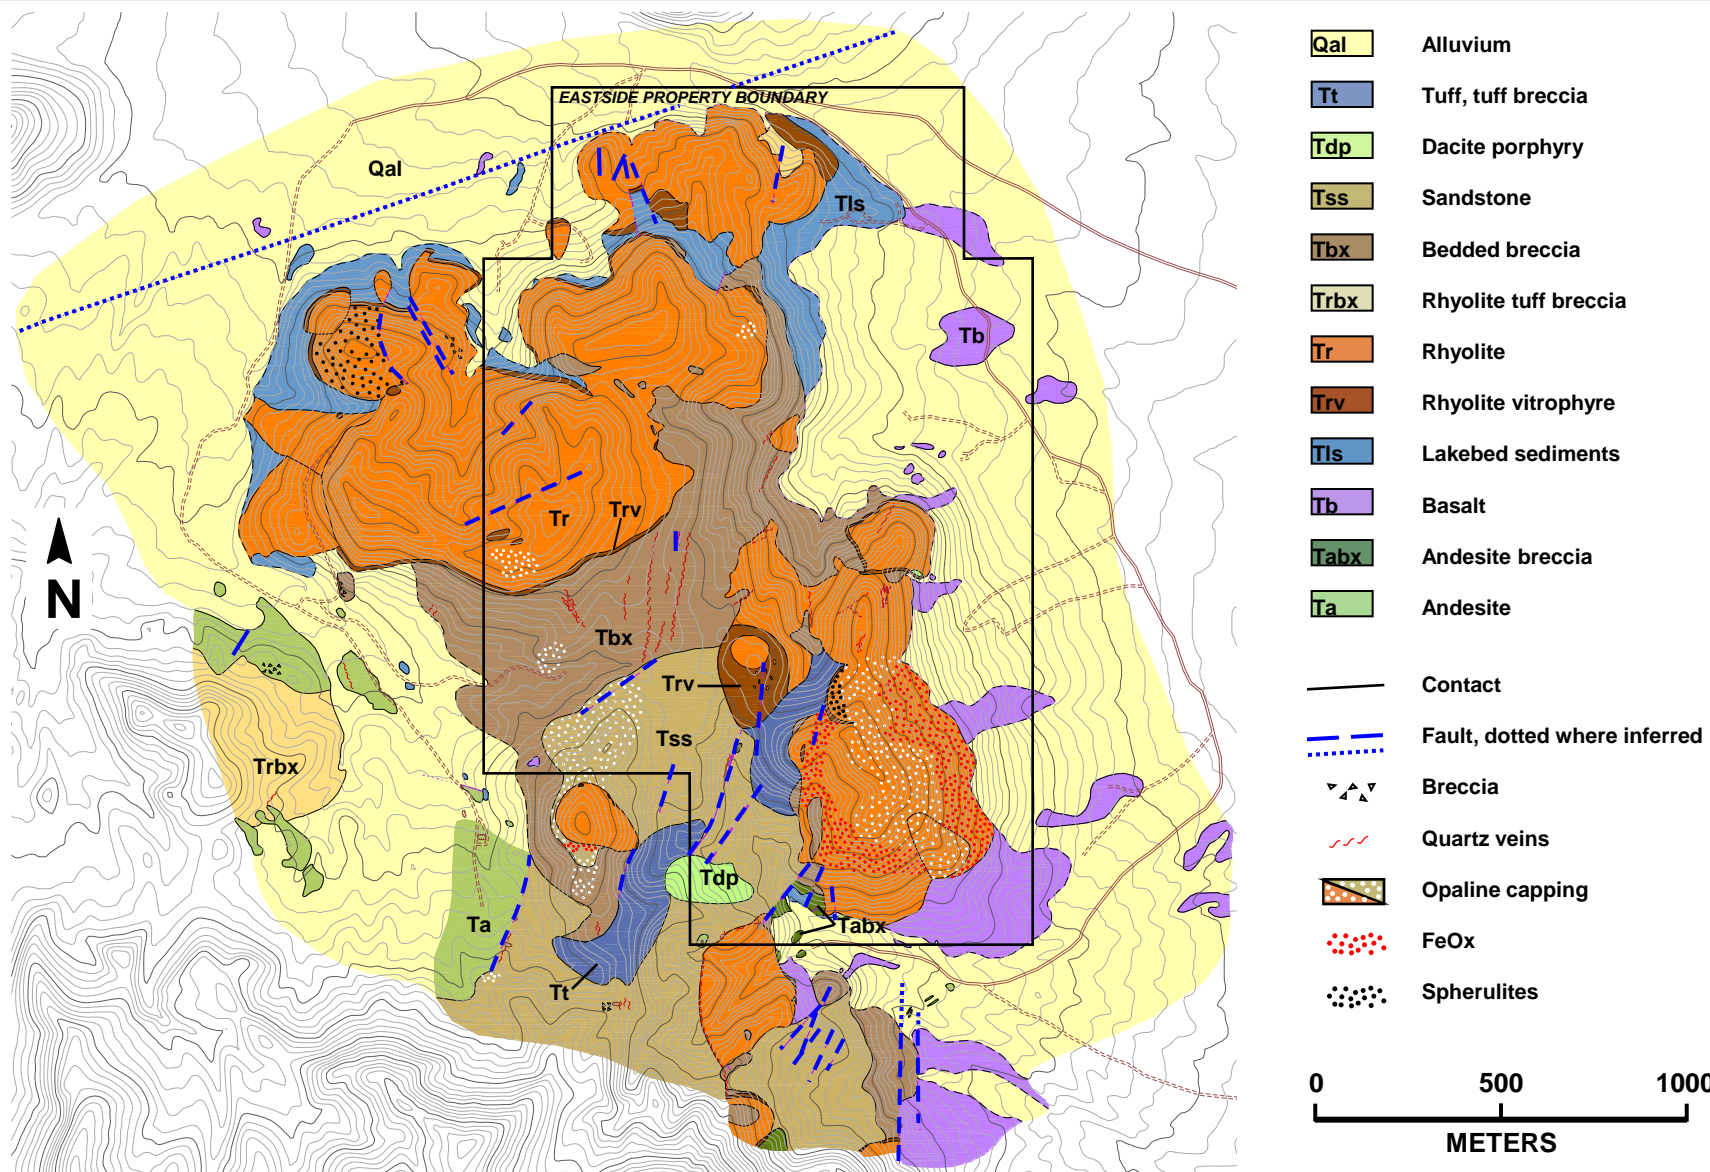 EASTSIDE PROPERTY BOUNDARY
Qal
Tls
Tb
Tr
Trv
Tbx
Trv
Tss
Trbx
Tdp
Ta
Tabx
Tt
N
Qal Alluvium
Tt Tuff, tuff breccia
Tdp Dacite porphyry
Tss Sandstone
Tbx Bedded breccia
Trbx Rhyolite tuff breccia
Tr Rhyolite
Trv Rhyolite vitrophyre
Tls Lakebed sediments
Tb Basalt
Tabx Andesite breccia
Ta Andesite
Contact
Fault, dotted where inferred
Breccia
Quartz veins
Opaline capping
FeOx
Spherulites
0 500 1000
METERS